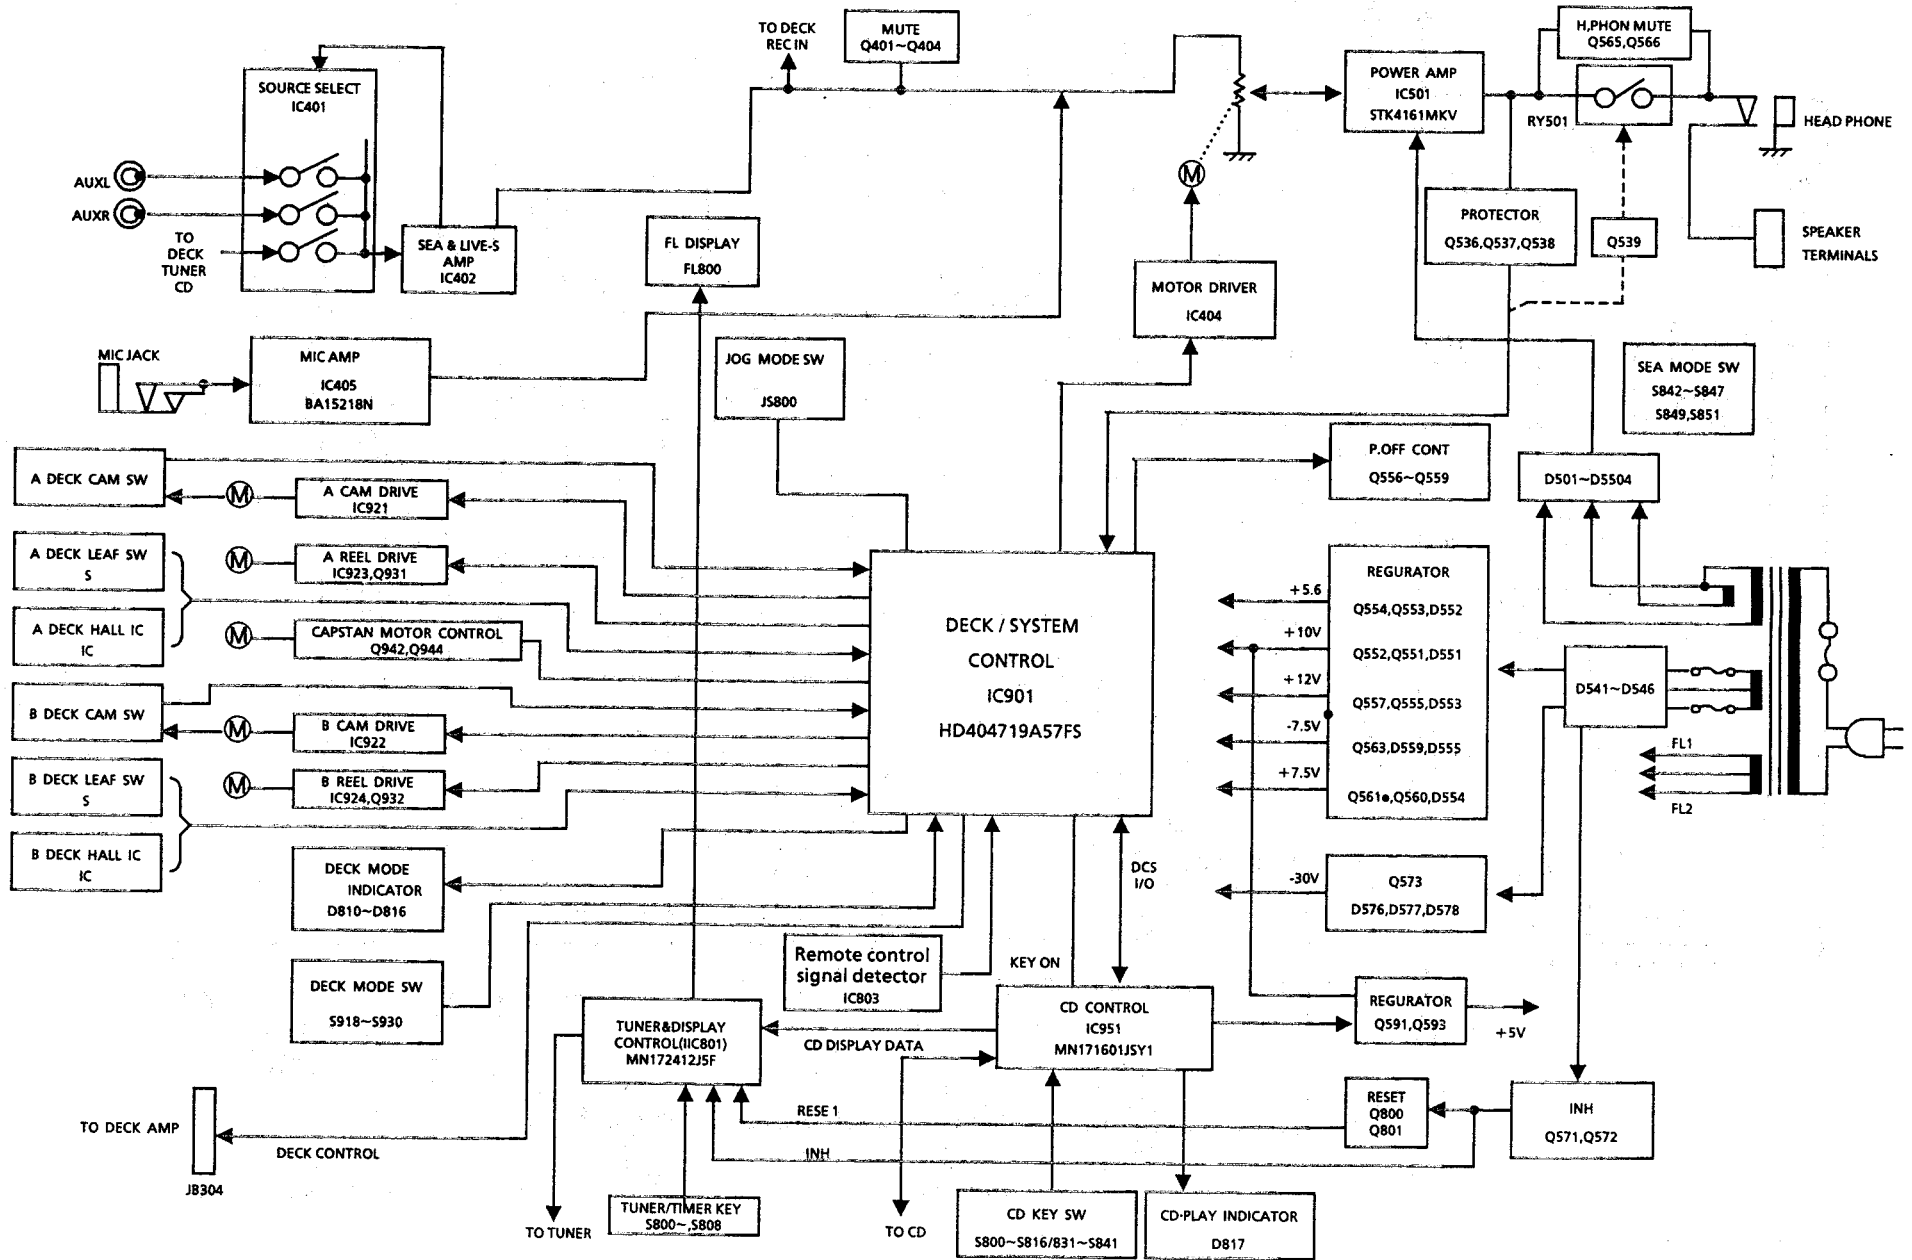 TO DECK
REC IN
MUTE
Q401~Q404
H,PHON MUTE
Q565,Q566
SOURCE SELECT
IC401
POWER AMP
IC501
STK4161MKV
RY501
HEAD PHONE
AUXL
AUXR
TO
DECK
TUNER
CD
SEA & LIVE-S
AMP
IC402
FL DISPLAY
FL800
M
MOTOR DRIVER
IC404
PROTECTOR
Q536,Q537,Q538
Q539
SPEAKER
TERMINALS
MIC JACK
MIC AMP
IC405
BA15218N
JOG MODE SW
JS800
SEA MODE SW
S842~S847
S849,S851
P.OFF CONT
Q556~Q559
D501~D5504
A DECK CAM SW
M
A CAM DRIVE
IC921
A DECK LEAF SW
S
M
A REEL DRIVE
IC923,Q931
A DECK HALL IC
IC
M
CAPSTAN MOTOR CONTROL
Q942,Q944
B DECK CAM SW
M
B CAM DRIVE
IC922
B DECK LEAF SW
S
M
B REEL DRIVE
IC924,Q932
B DECK HALL IC
IC
DECK / SYSTEM
CONTROL
IC901
HD404719A57FS
REGURATOR
+5.6
Q554,Q553,D552
+10V
Q552,Q551,D551
+12V
Q557,Q555,D553
-7.5V
Q563,D559,D555
+7.5V
Q561●,Q560,D554
D541~D546
FL1
FL2
DECK MODE
INDICATOR
D810~D816
DCS
I/O
-30V
Q573
D576,D577,D578
DECK MODE SW
S918~S930
Remote control
signal detector
IC803
KEY ON
CD CONTROL
IC951
MN171601JSY1
REGURATOR
Q591,Q593
+5V
TUNER&DISPLAY
CONTROL(IIC801)
MN172412J5F
CD DISPLAY DATA
TO DECK AMP
JB304
DECK CONTROL
RESE 1
INH
RESET
Q800
Q801
INH
Q571,Q572
TO TUNER
TUNER/TIMER KEY
S800~,S808
TO CD
CD KEY SW
S800~S816/831~S841
CD·PLAY INDICATOR
D817